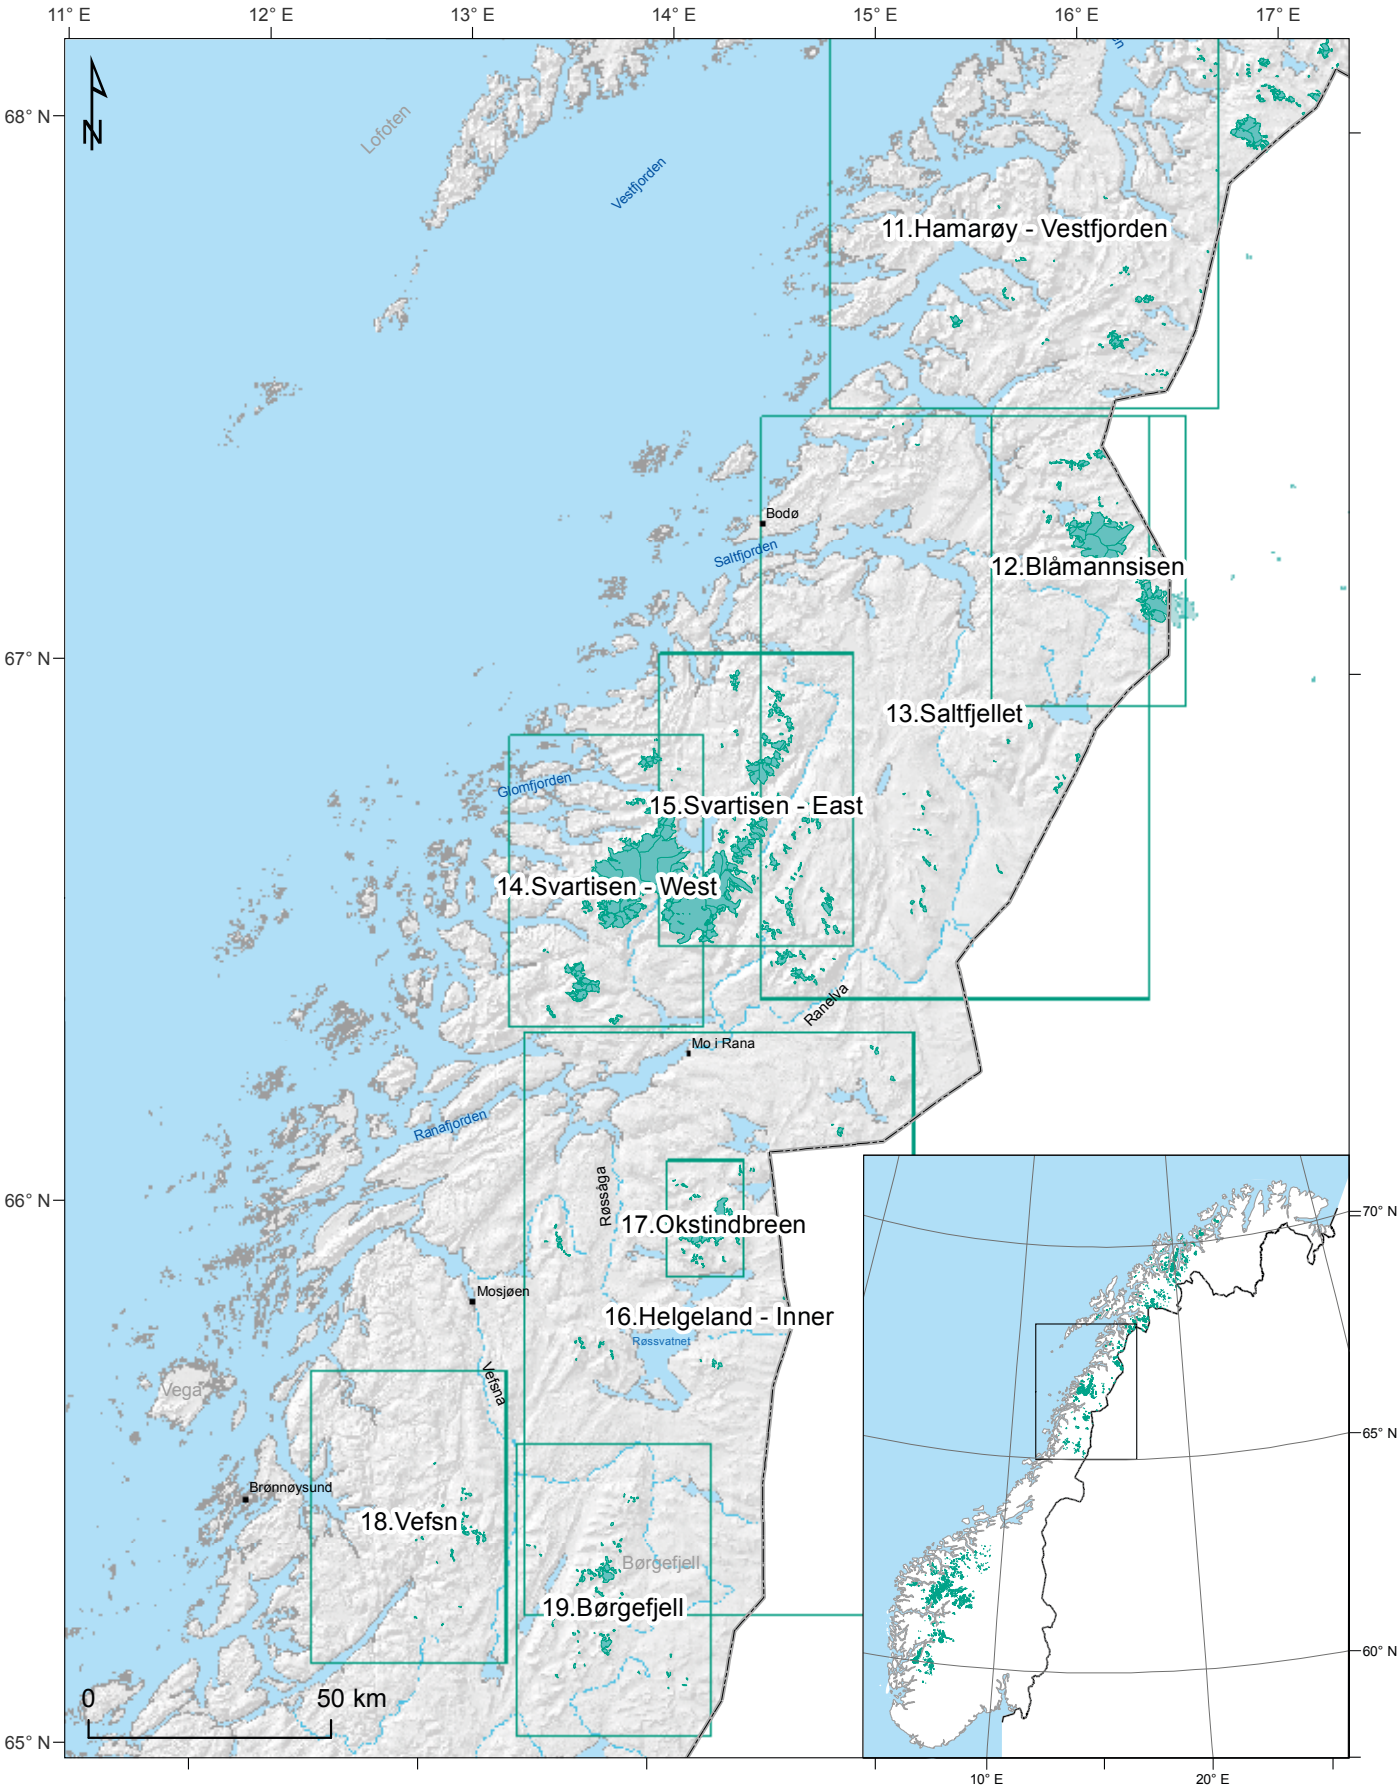 11° E 12° E 13° E 14° E 15° E 16° E 17° E
68° N
N
Lofoten
Vestfjorden
11.Hamarøy - Vestfjorden
Bodø
Saltfjorden
12.Blåmannsisen
67° N
13.Saltfjellet
Glomfjorden
15.Svartisen - East
14.Svartisen - West
Ranelva
Mo i Rana
Ranafjorden
66° N
Røssåga
17.Okstindbreen
70° N
Mosjøen
16.Helgeland - Inner
Røssvatnet
Vefsna
Vega
65° N
Brønnøysund
18.Vefsn
Børgefjell
19.Børgefjell
60° N
0 50 km
65° N
10° E 20° E